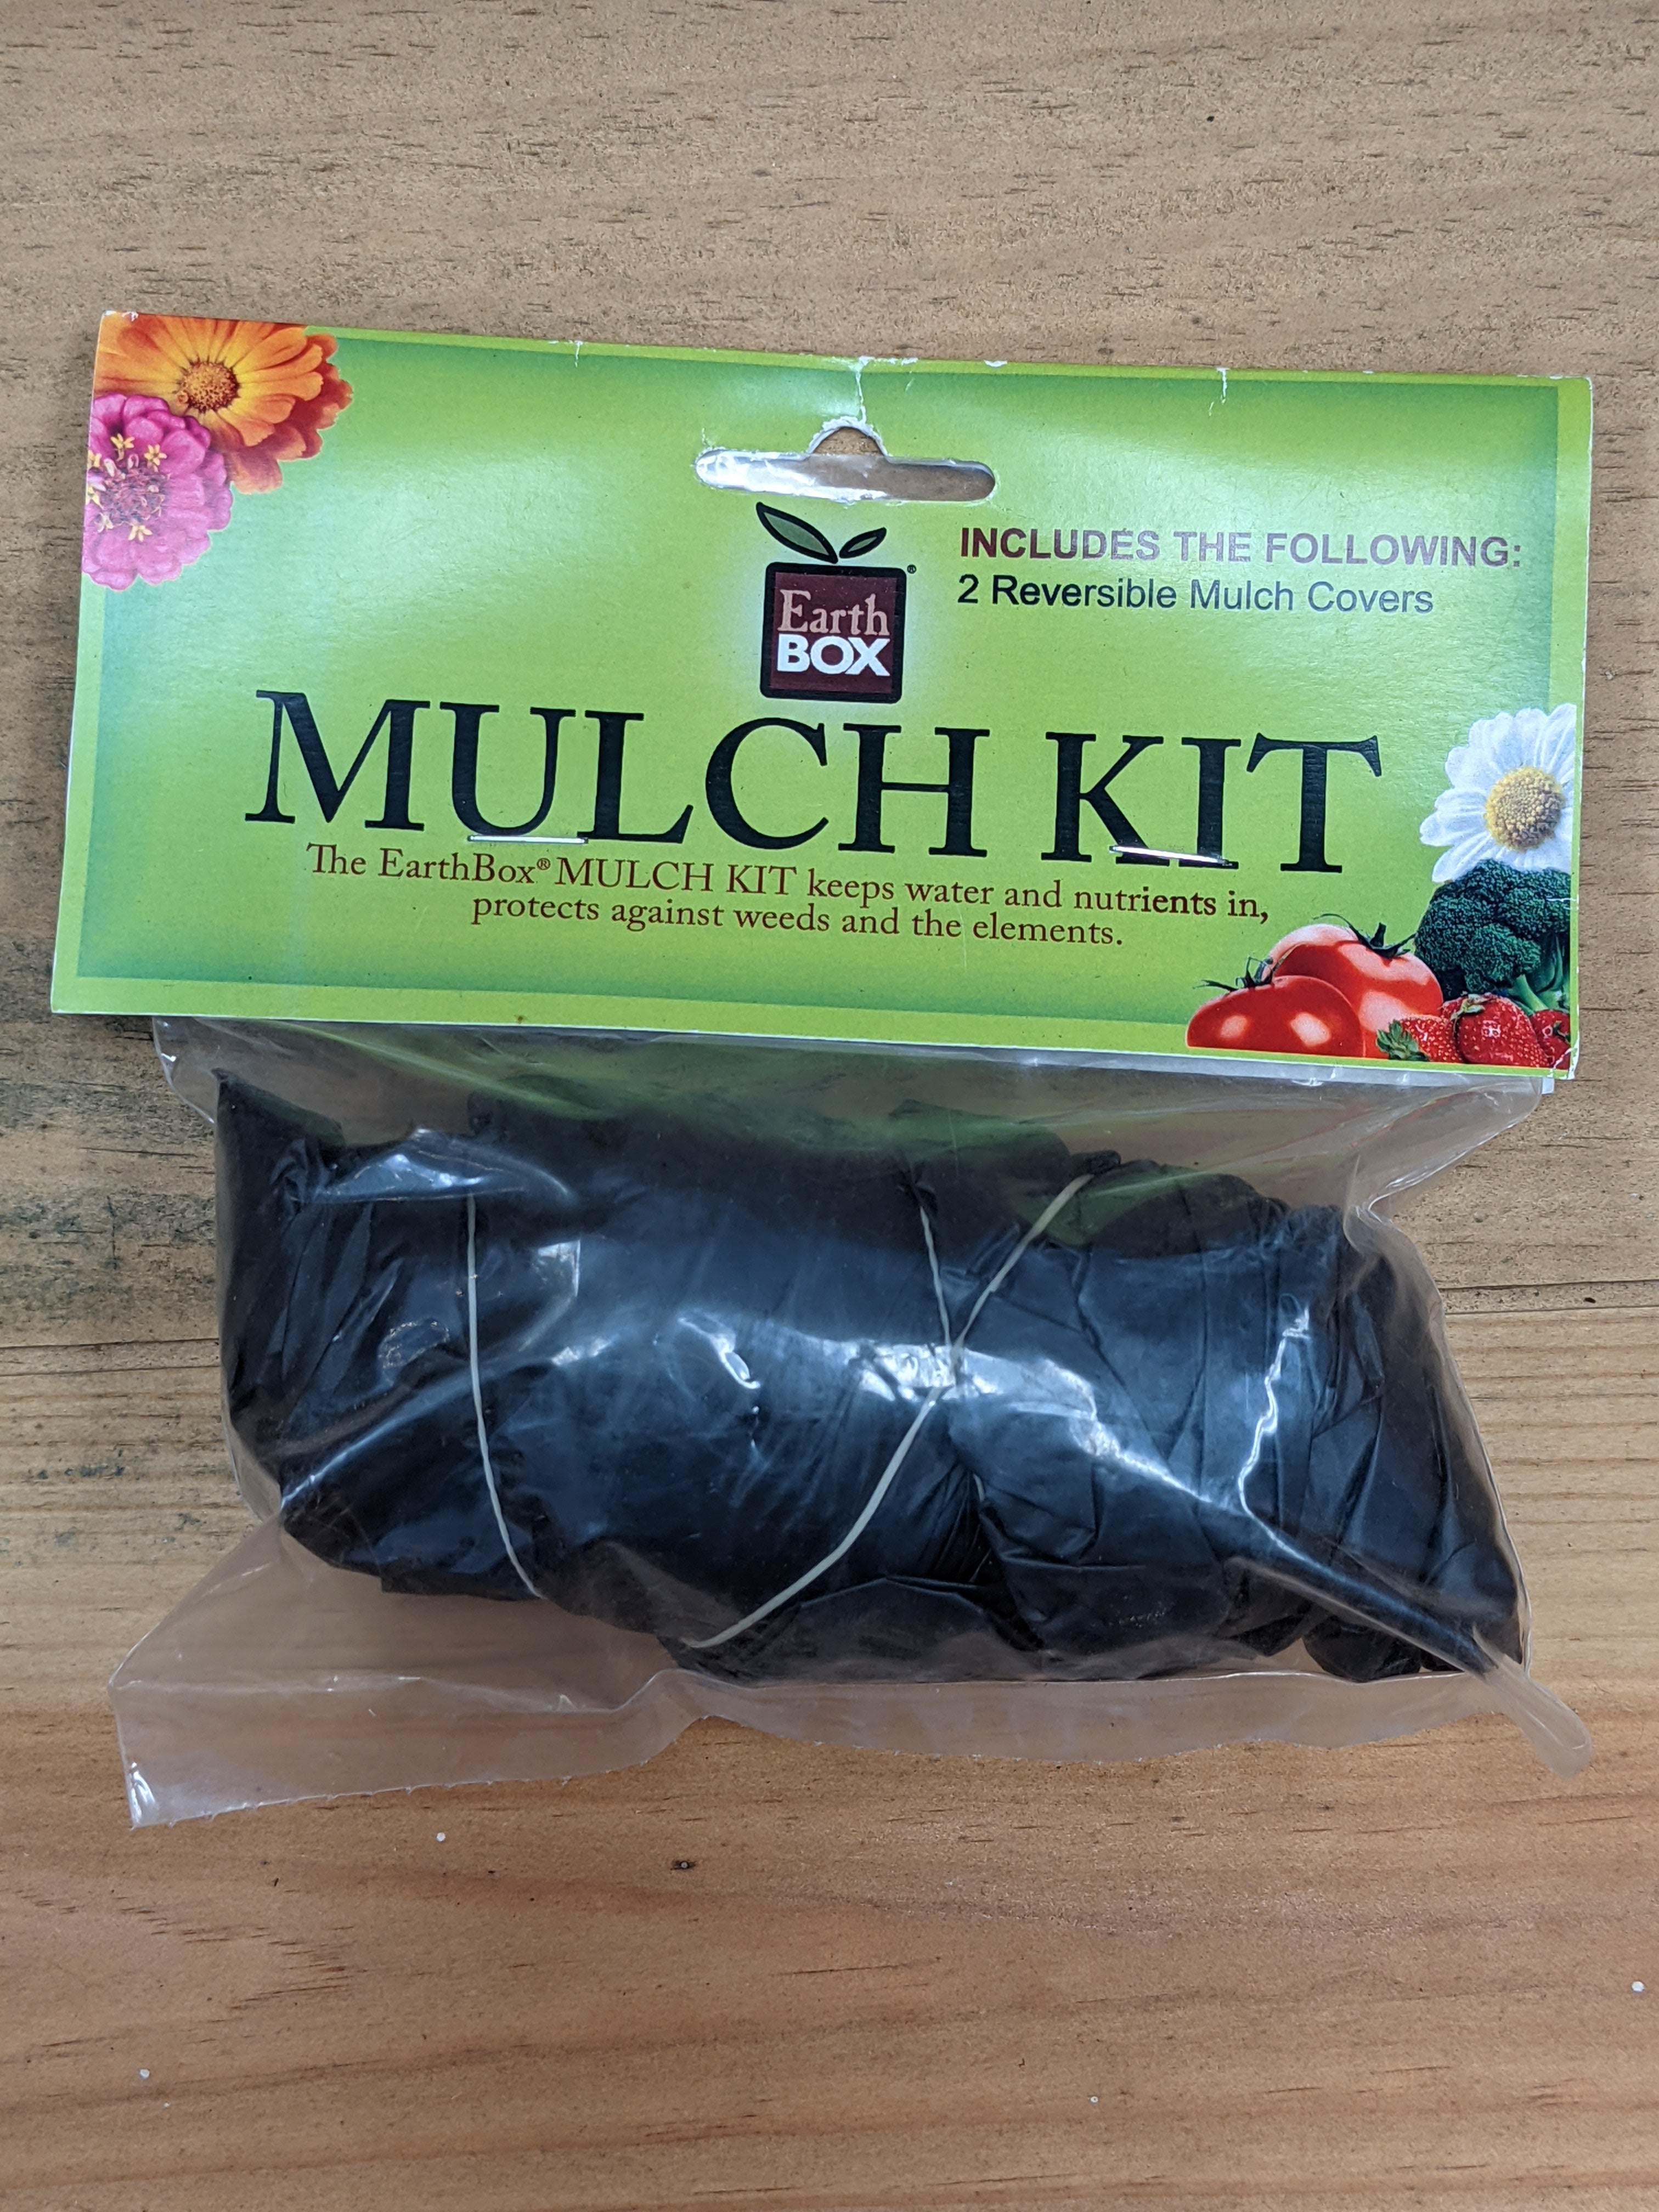 INCLUDES THE FOLLOWING:
2 Reversible Mulch Covers
Earth
BOX®
MULCH KIT
The EarthBox® MULCH KIT keeps water and nutrients in,
protects against weeds and the elements.